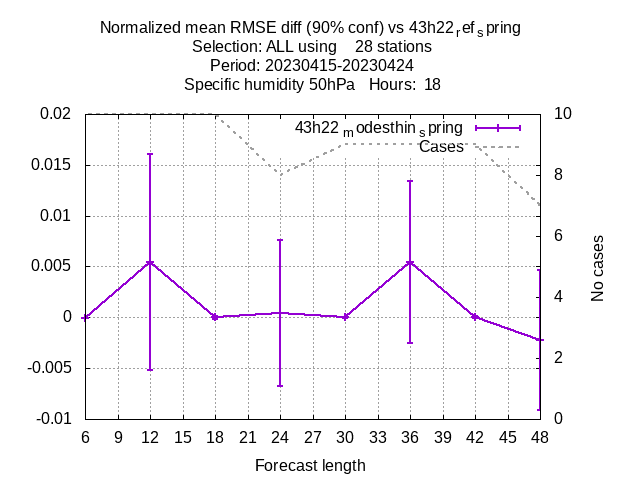 Normalized mean RMSE diff (90% conf) vs 43h22ref spring
Selection: ALL using 28 stations
Period: 20230415-20230424
Specific humidity 50hPa Hours: 18
43h22modesthinspring
Cases
0.02
0.015
0.01
0.005
0
-0.005
-0.01
10
8
6
4
2
0
No cases
6 9 12 15 18 21 24 27 30 33 36 39 42 45 48
Forecast length